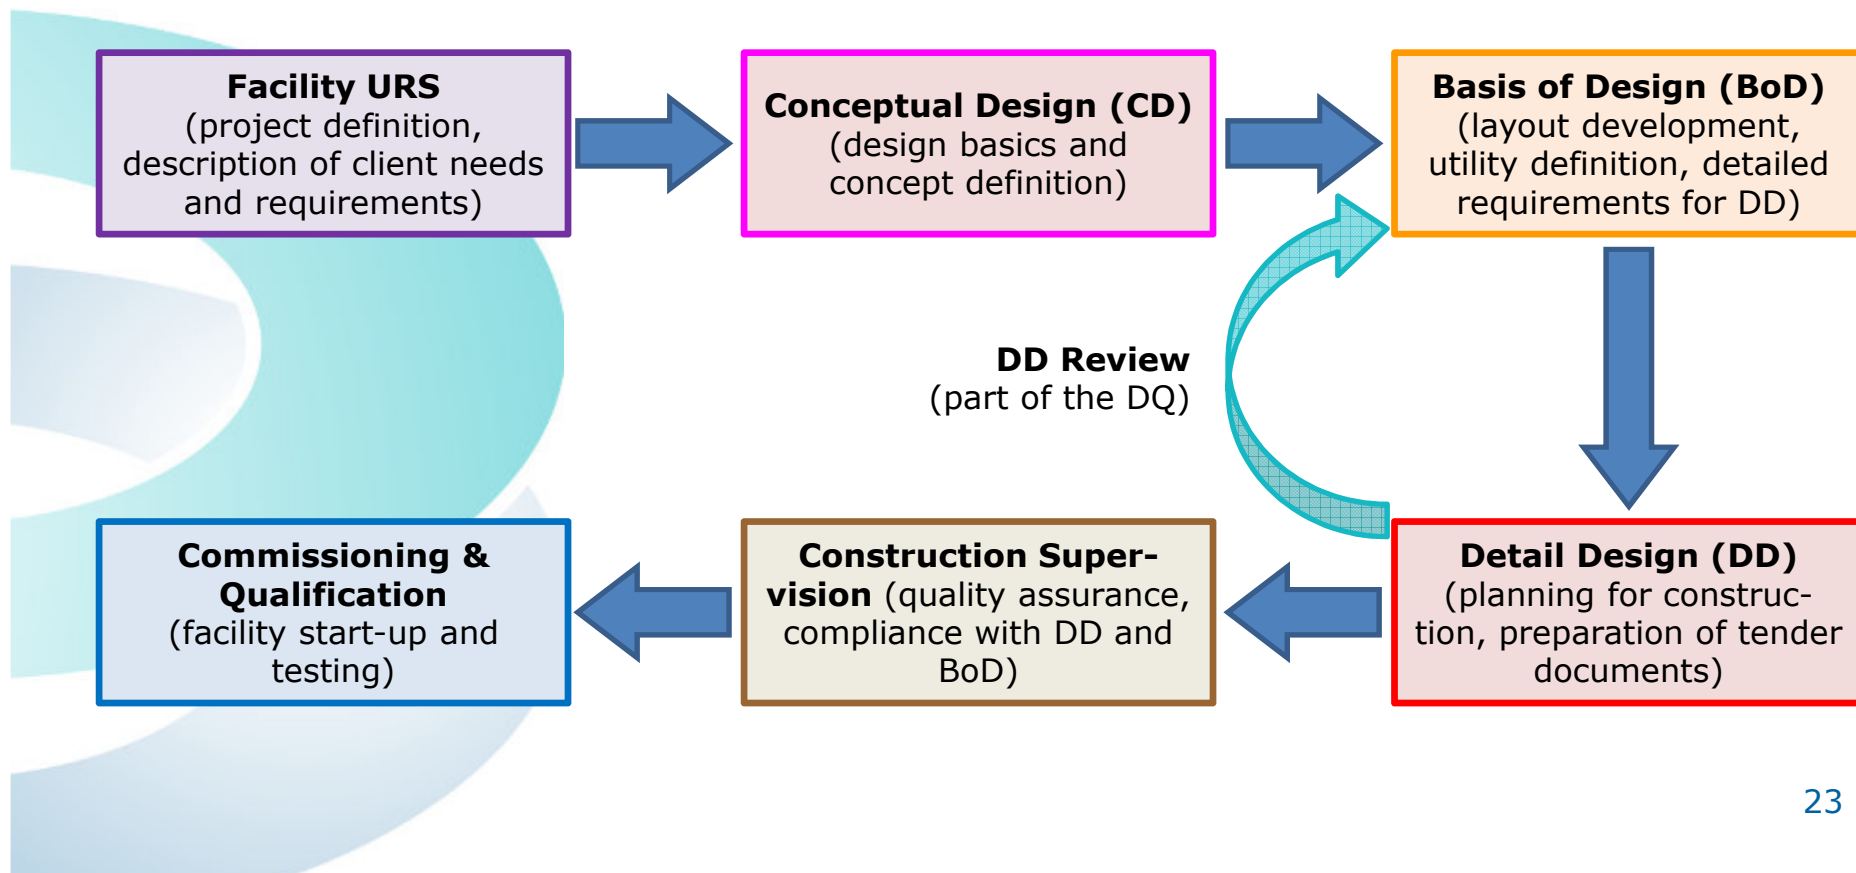 Facility URS
(project definition,
description of client needs
and requirements)
Conceptual Design (CD)
(design basics and
concept definition)
Basis of Design (BoD)
(layout development,
utility definition, detailed
requirements for DD)
DD Review
(part of the DQ)
Commissioning &
Qualification
(facility start-up and
testing)
Construction Super-
vision (quality assurance,
compliance with DD and
BoD)
Detail Design (DD)
(planning for construc-
tion, preparation of tender
documents)
23